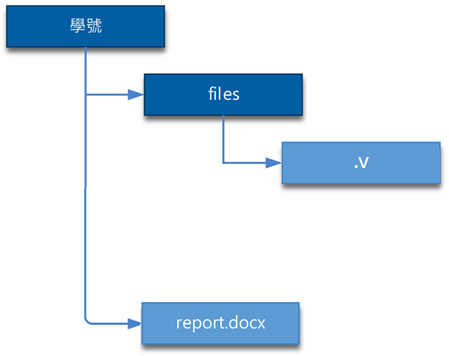 學號
files
.v
report.docx